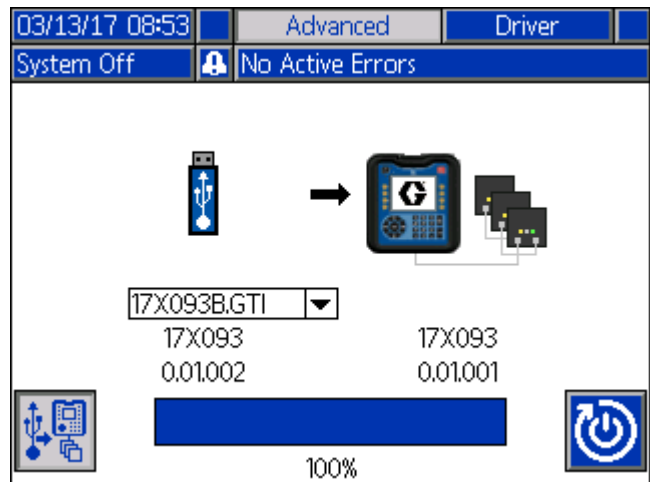 03/13/17 08:53 Advanced Driver
System Off No Active Errors
G
17X093B.GTI
17X093 17X093
0.01.002 0.01.001
100%